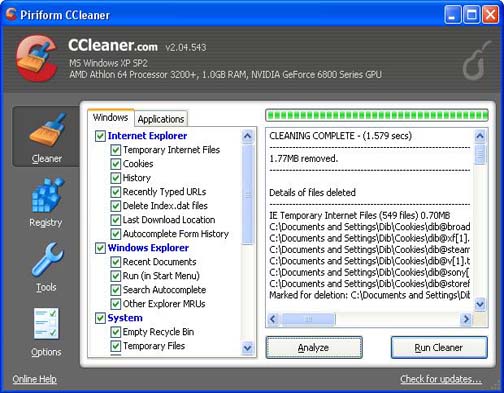 Piriform CCleaner
CCleaner.com v2.04.543
MS Windows XP SP2
AMD Athlon 64 Processor 3200+, 1.0GB RAM, NVIDIA GeForce 6800 Series GPU
Cleaner
Registry
Tools
Options
Windows
Applications
Internet Explorer
Temporary Internet Files
Cookies
History
Recently Typed URLs
Delete Index.dat files
Last Download Location
Autocomplete Form History
Windows Explorer
Recent Documents
Run (in Start Menu)
Search Autocomplete
Other Explorer MRUs
System
Empty Recycle Bin
Temporary Files
CLEANING COMPLETE - (1.579 secs)
1.77MB removed.
Details of files deleted
IE Temporary Internet Files (549 files) 0.70MB
C:\Documents and Settings\Dib\Cookies\dib@broad
C:\Documents and Settings\Dib\Cookies\dib@xf[1].t
C:\Documents and Settings\Dib\Cookies\dib@steam
C:\Documents and Settings\Dib\Cookies\dib@v[1].t
C:\Documents and Settings\Dib\Cookies\dib@sony[
C:\Documents and Settings\Dib\Cookies\dib@storef
Marked for deletion: C:\Documents and Settings\Dib
Analyze
Run Cleaner
Online Help
Check for updates...